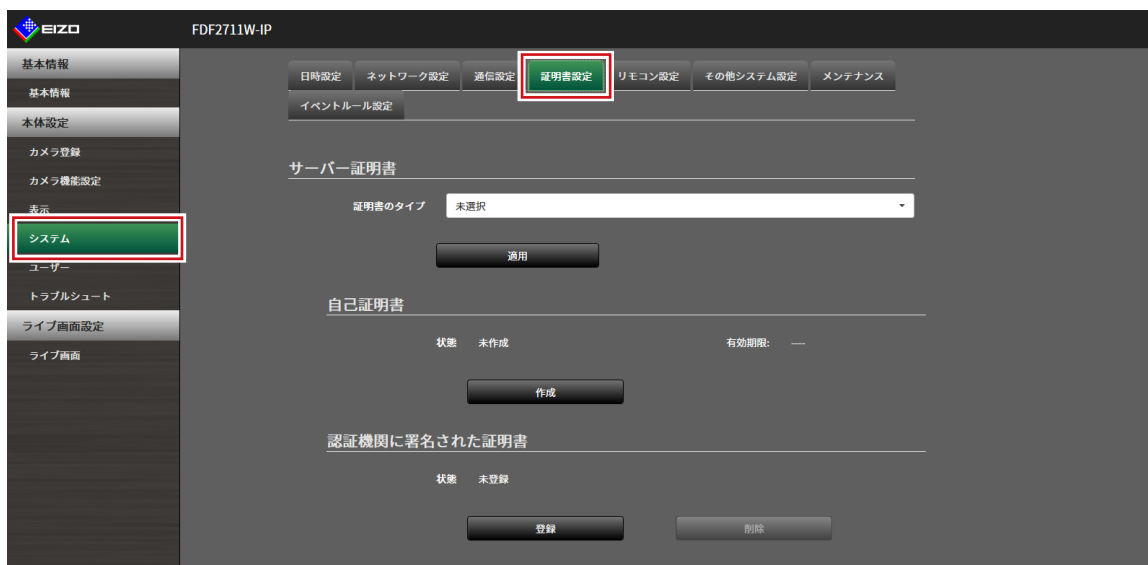 EIZO FDF2711W-IP
基本情報
基本情報
本体設定
カメラ登録
カメラ機能設定
表示
システム
ユーザー
トラブルシュート
ライブ画面設定
ライブ画面
日時設定 ネットワーク設定 通信設定 証明書設定 リモコン設定 その他システム設定 メンテナンス
イベントルール設定
サーバー証明書
証明書のタイプ 未選択
適用
自己証明書
状態 未作成 有効期限: ----
作成
認証機関に署名された証明書
状態 未登録
登録 削除